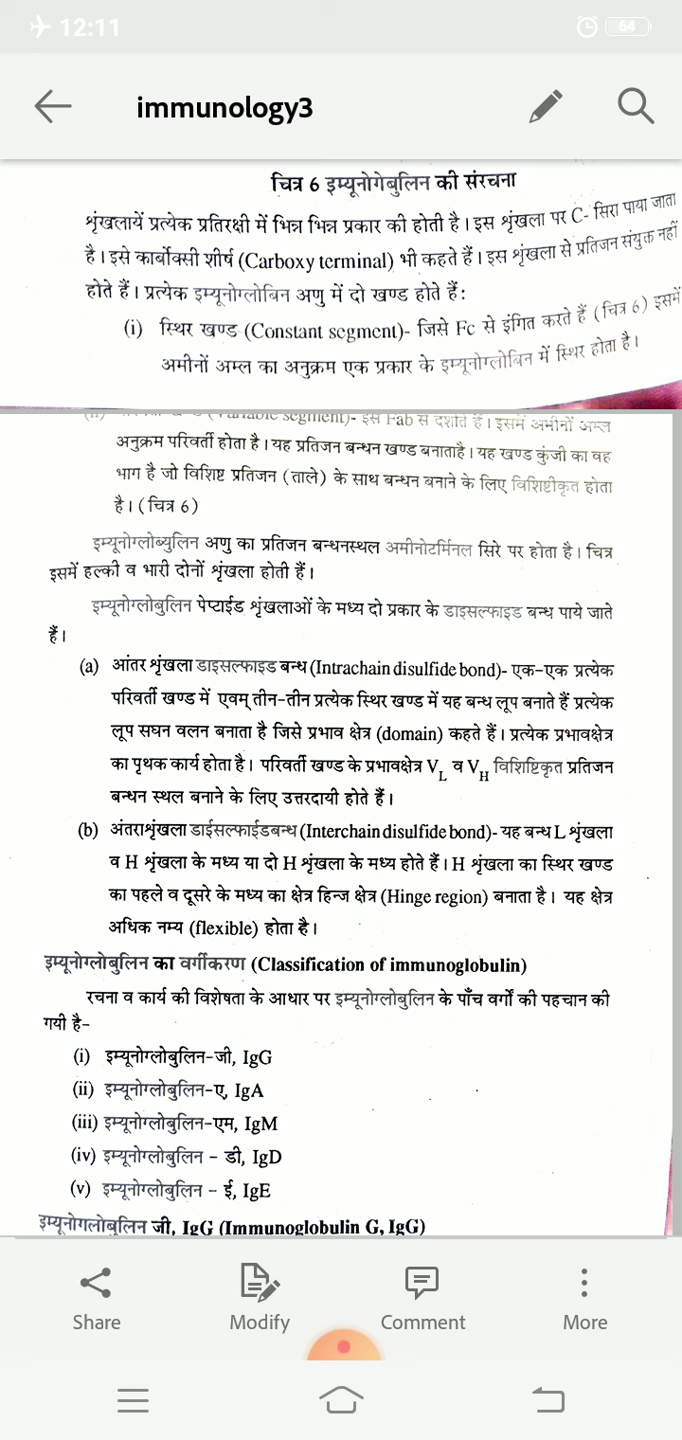 12:11
64
immunology3
चित्र 6 इम्यूनोगेबुलिन की संरचना
शृंखलायें प्रत्येक प्रतिरक्षी में भिन्न भिन्न प्रकार की होती है। इस शृंखला पर C- सिरा पाया जाता
है। इसे कार्बोक्सी शीर्ष (Carboxy terminal) भी कहते हैं। इस शृंखला से प्रतिजन संयुक्त नहीं
होते हैं। प्रत्येक इम्यूनोग्लोबिन अणु में दो खण्ड होते हैं:
(i) स्थिर खण्ड (Constant segment)- जिसे Fc से इंगित करते हैं (चित्र 6) इसमें
अमीनों अम्ल का अनुक्रम एक प्रकार के इम्यूनोग्लोबिन में स्थिर होता है।
(Variable segment)- इसे Fab से दर्शाते हैं। इसमें अमीनों अम्ल
अनुक्रम परिवर्ती होता है। यह प्रतिजन बन्धन खण्ड बनाताहै। यह खण्ड कुंजी का वह
भाग है जो विशिष्ट प्रतिजन (ताले) के साथ बन्धन बनाने के लिए विशिष्टीकृत होता
है। (चित्र 6)
इम्यूनोग्लोब्युलिन अणु का प्रतिजन बन्धनस्थल अमीनोटर्मिनल सिरे पर होता है। चित्र
इसमें हल्की व भारी दोनों शृंखला होती हैं।
इम्यूनोग्लोबुलिन पेप्टाईड शृंखलाओं के मध्य दो प्रकार के डाइसल्फाइड बन्ध पाये जाते
हैं।
(a) आंतर शृंखला डाइसल्फाइड बन्ध (Intrachain disulfide bond)- एक-एक प्रत्येक
परिवर्ती खण्ड में एवम् तीन-तीन प्रत्येक स्थिर खण्ड में यह बन्ध लूप बनाते हैं प्रत्येक
लूप सघन वलन बनाता है जिसे प्रभाव क्षेत्र (domain) कहते हैं। प्रत्येक प्रभावक्षेत्र
का पृथक कार्य होता है। परिवर्ती खण्ड के प्रभावक्षेत्र V_L व V_H विशिष्टिकृत प्रतिजन
बन्धन स्थल बनाने के लिए उत्तरदायी होते हैं।
(b) अंतराशृंखला डाईसल्फाईडबन्ध (Interchain disulfide bond)- यह बन्ध L शृंखला
व H शृंखला के मध्य या दो H शृंखला के मध्य होते हैं। H शृंखला का स्थिर खण्ड
का पहले व दूसरे के मध्य का क्षेत्र हिन्ज क्षेत्र (Hinge region) बनाता है। यह क्षेत्र
अधिक नम्य (flexible) होता है।
इम्यूनोग्लोबुलिन का वर्गीकरण (Classification of immunoglobulin)
रचना व कार्य की विशेषता के आधार पर इम्यूनोग्लोबुलिन के पाँच वर्गों की पहचान की
गयी है-
(i) इम्यूनोग्लोबुलिन-जी, IgG
(ii) इम्यूनोग्लोबुलिन-ए, IgA
(iii) इम्यूनोग्लोबुलिन-एम, IgM
(iv) इम्यूनोग्लोबुलिन - डी, IgD
(v) इम्यूनोग्लोबुलिन - ई, IgE
इम्यूनोगलोबुलिन जी, IgG (Immunoglobulin G, IgG)
Share
Modify
Comment
More